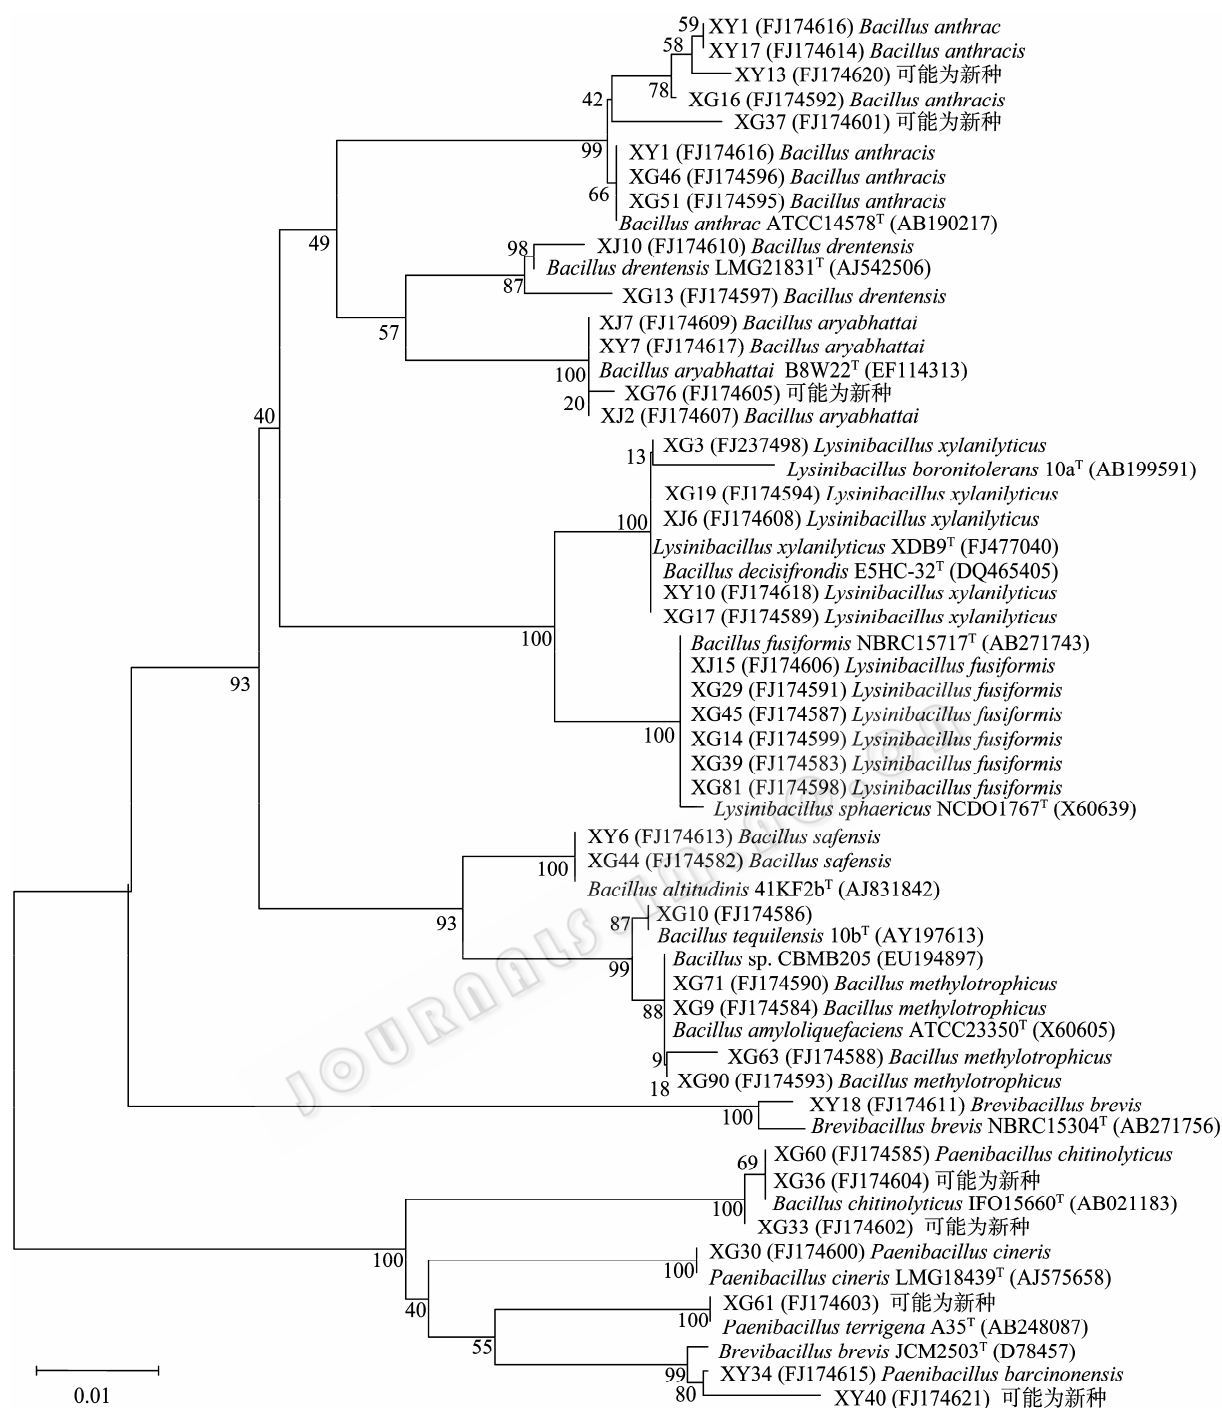 59
XY1 (FJ174616) Bacillus anthrac
58
XY17 (FJ174614) Bacillus anthracis
XY13 (FJ174620) 可能为新种
78
XG16 (FJ174592) Bacillus anthracis
42
XG37 (FJ174601) 可能为新种
99
XY1 (FJ174616) Bacillus anthracis
XG46 (FJ174596) Bacillus anthracis
66
XG51 (FJ174595) Bacillus anthracis
Bacillus anthrac ATCC14578ᵀ (AB190217)
49
98
XJ10 (FJ174610) Bacillus drentensis
Bacillus drentensis LMG21831ᵀ (AJ542506)
87
XG13 (FJ174597) Bacillus drentensis
57
XJ7 (FJ174609) Bacillus aryabhattai
XY7 (FJ174617) Bacillus aryabhattai
Bacillus aryabhattai B8W22ᵀ (EF114313)
100
XG76 (FJ174605) 可能为新种
20
XJ2 (FJ174607) Bacillus aryabhattai
40
XG3 (FJ237498) Lysinibacillus xylanilyticus
13
Lysinibacillus boronitolerans 10aᵀ (AB199591)
XG19 (FJ174594) Lysinibacillus xylanilyticus
100
XJ6 (FJ174608) Lysinibacillus xylanilyticus
Lysinibacillus xylanilyticus XDB9ᵀ (FJ477040)
Bacillus decisifrondis E5HC-32ᵀ (DQ465405)
XY10 (FJ174618) Lysinibacillus xylanilyticus
XG17 (FJ174589) Lysinibacillus xylanilyticus
100
Bacillus fusiformis NBRC15717ᵀ (AB271743)
XJ15 (FJ174606) Lysinibacillus fusiformis
93
XG29 (FJ174591) Lysinibacillus fusiformis
XG45 (FJ174587) Lysinibacillus fusiformis
100
XG14 (FJ174599) Lysinibacillus fusiformis
XG39 (FJ174583) Lysinibacillus fusiformis
XG81 (FJ174598) Lysinibacillus fusiformis
Lysinibacillus sphaericus NCDO1767ᵀ (X60639)
XY6 (FJ174613) Bacillus safensis
100
XG44 (FJ174582) Bacillus safensis
Bacillus altitudinis 41KF2bᵀ (AJ831842)
93
87
XG10 (FJ174586)
Bacillus tequilensis 10bᵀ (AY197613)
99
Bacillus sp. CBMB205 (EU194897)
XG71 (FJ174590) Bacillus methylotrophicus
88
XG9 (FJ174584) Bacillus methylotrophicus
Bacillus amyloliquefaciens ATCC23350ᵀ (X60605)
9
XG63 (FJ174588) Bacillus methylotrophicus
18
XG90 (FJ174593) Bacillus methylotrophicus
XY18 (FJ174611) Brevibacillus brevis
100
Brevibacillus brevis NBRC15304ᵀ (AB271756)
69
XG60 (FJ174585) Paenibacillus chitinolyticus
XG36 (FJ174604) 可能为新种
100
Bacillus chitinolyticus IFO15660ᵀ (AB021183)
XG33 (FJ174602) 可能为新种
100
XG30 (FJ174600) Paenibacillus cineris
100
Paenibacillus cineris LMG18439ᵀ (AJ575658)
40
XG61 (FJ174603) 可能为新种
100
Paenibacillus terrigena A35ᵀ (AB248087)
55
Brevibacillus brevis JCM2503ᵀ (D78457)
99
XY34 (FJ174615) Paenibacillus barcinonensis
80
XY40 (FJ174621) 可能为新种
0.01